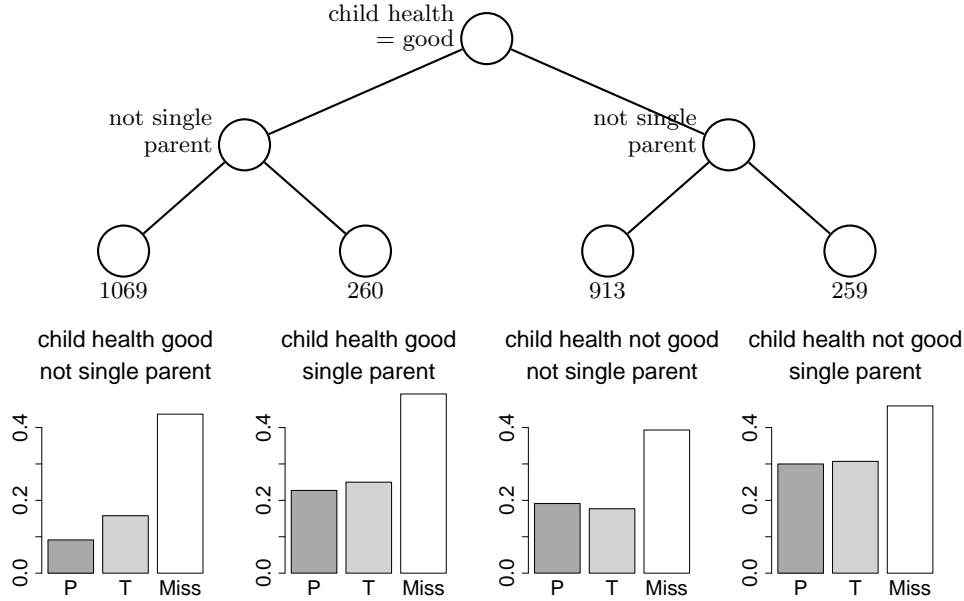 child health
= good
not single
parent
not single
parent
1069
260
913
259
child health good
not single parent
child health good
single parent
child health not good
not single parent
child health not good
single parent
0.4
0.2
0.0
P T Miss
0.4
0.2
0.0
P T Miss
0.4
0.2
0.0
P T Miss
0.4
0.2
0.0
P T Miss